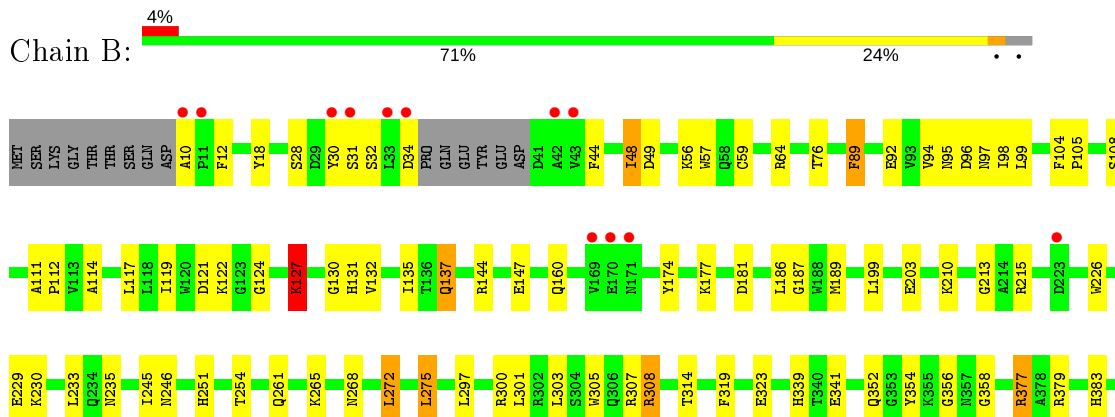 4%
Chain B:
71% 24% • •
MET SER LYS GLY THR THR SER GLN ASP A10 P11 F12 Y18 S28 D29 Y30 S31 S32 L33 D34 PRO GLN GLU TYR GLU ASP D41 A42 V43 F44 I48 D49 K56 W57 Q58 C59 R64 T76 F89 E92 V93 V94 N95 D96 N97 I98 L99 F104 P105 S108
A111 P112 V113 A114 L117 L118 I119 W120 D121 K122 G123 G124 K127 G130 H131 V132 I135 T136 Q137 R144 E147 Q160 V169 E170 N171 Y174 K177 D181 L186 G187 W188 M189 L199 E203 K210 G213 A214 R215 D223 W226
E229 K230 L233 Q234 N235 I245 N246 H251 T254 Q261 K265 N268 L272 L275 L297 R300 L301 R302 L303 S304 W305 Q306 R307 R308 T314 F319 E323 H339 T340 E341 Q352 G353 Y354 K355 G356 N357 G358 R377 A378 R379 H383